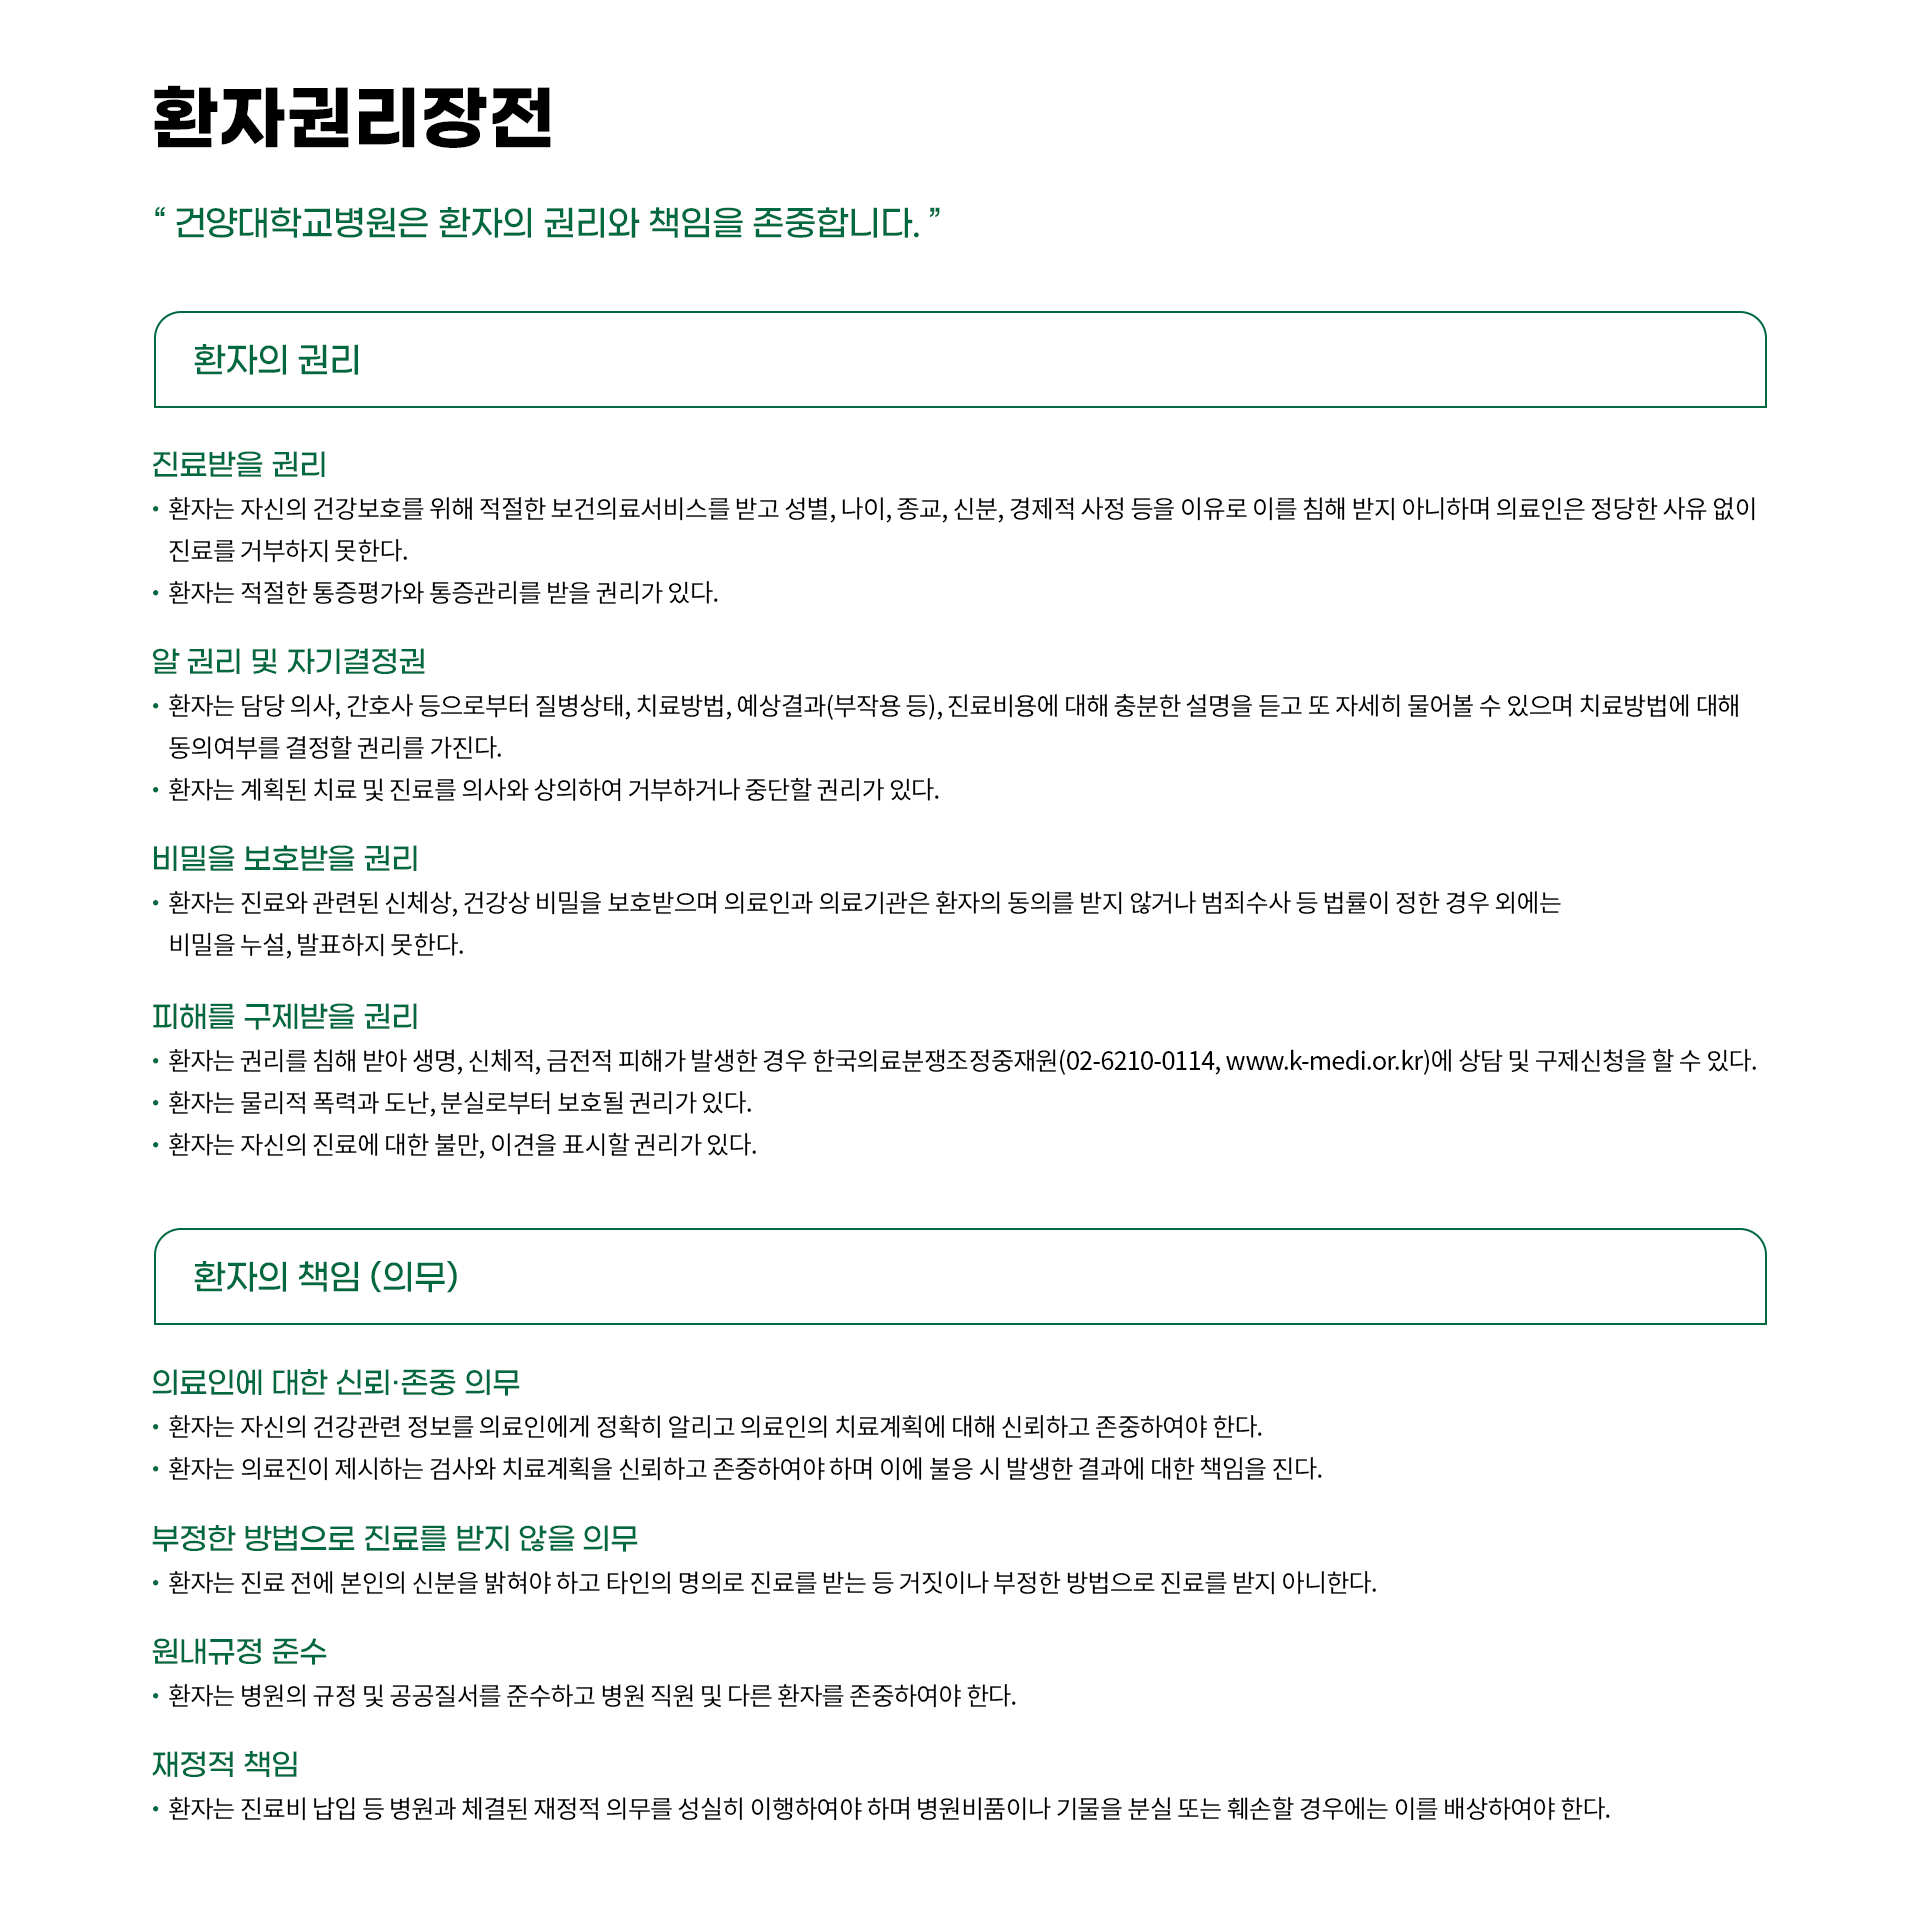 환자권리장전
“ 건양대학교병원은 환자의 권리와 책임을 존중합니다. ”
환자의 권리
진료받을 권리
• 환자는 자신의 건강보호를 위해 적절한 보건의료서비스를 받고 성별, 나이, 종교, 신분, 경제적 사정 등을 이유로 이를 침해 받지 아니하며 의료인은 정당한 사유 없이
진료를 거부하지 못한다.
• 환자는 적절한 통증평가와 통증관리를 받을 권리가 있다.
알 권리 및 자기결정권
• 환자는 담당 의사, 간호사 등으로부터 질병상태, 치료방법, 예상결과(부작용 등), 진료비용에 대해 충분한 설명을 듣고 또 자세히 물어볼 수 있으며 치료방법에 대해
동의여부를 결정할 권리를 가진다.
• 환자는 계획된 치료 및 진료를 의사와 상의하여 거부하거나 중단할 권리가 있다.
비밀을 보호받을 권리
• 환자는 진료와 관련된 신체상, 건강상 비밀을 보호받으며 의료인과 의료기관은 환자의 동의를 받지 않거나 범죄수사 등 법률이 정한 경우 외에는
비밀을 누설, 발표하지 못한다.
피해를 구제받을 권리
• 환자는 권리를 침해 받아 생명, 신체적, 금전적 피해가 발생한 경우 한국의료분쟁조정중재원(02-6210-0114, www.k-medi.or.kr)에 상담 및 구제신청을 할 수 있다.
• 환자는 물리적 폭력과 도난, 분실로부터 보호될 권리가 있다.
• 환자는 자신의 진료에 대한 불만, 이견을 표시할 권리가 있다.
환자의 책임 (의무)
의료인에 대한 신뢰·존중 의무
• 환자는 자신의 건강관련 정보를 의료인에게 정확히 알리고 의료인의 치료계획에 대해 신뢰하고 존중하여야 한다.
• 환자는 의료진이 제시하는 검사와 치료계획을 신뢰하고 존중하여야 하며 이에 불응 시 발생한 결과에 대한 책임을 진다.
부정한 방법으로 진료를 받지 않을 의무
• 환자는 진료 전에 본인의 신분을 밝혀야 하고 타인의 명의로 진료를 받는 등 거짓이나 부정한 방법으로 진료를 받지 아니한다.
원내규정 준수
• 환자는 병원의 규정 및 공공질서를 준수하고 병원 직원 및 다른 환자를 존중하여야 한다.
재정적 책임
• 환자는 진료비 납입 등 병원과 체결된 재정적 의무를 성실히 이행하여야 하며 병원비품이나 기물을 분실 또는 훼손할 경우에는 이를 배상하여야 한다.